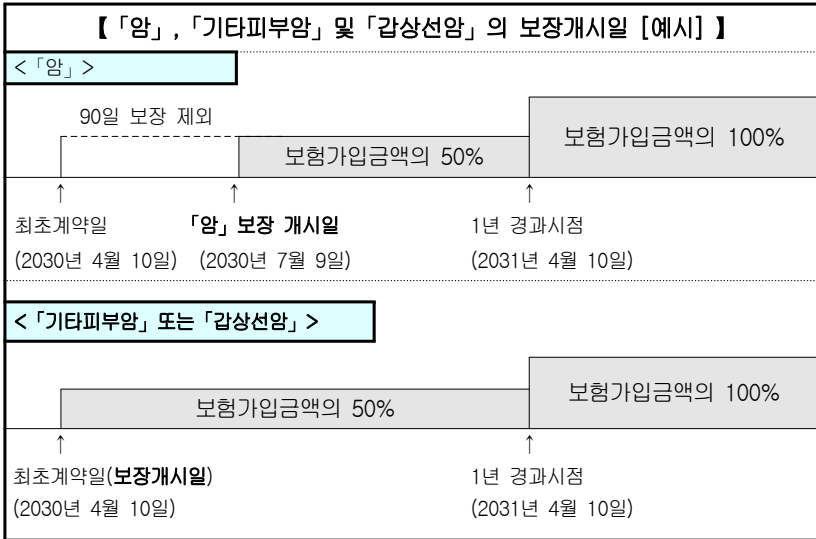 【 「암」, 「기타피부암」 및 「갑상선암」의 보장개시일 [예시] 】
<「암」>
90일 보장 제외
보험가입금액의 50%
보험가입금액의 100%
↑ ↑ ↑
최초계약일 「암」 보장 개시일 1년 경과시점
(2030년 4월 10일) (2030년 7월 9일) (2031년 4월 10일)
<「기타피부암」 또는 「갑상선암」>
보험가입금액의 50%
보험가입금액의 100%
↑ ↑
최초계약일(보장개시일) 1년 경과시점
(2030년 4월 10일) (2031년 4월 10일)